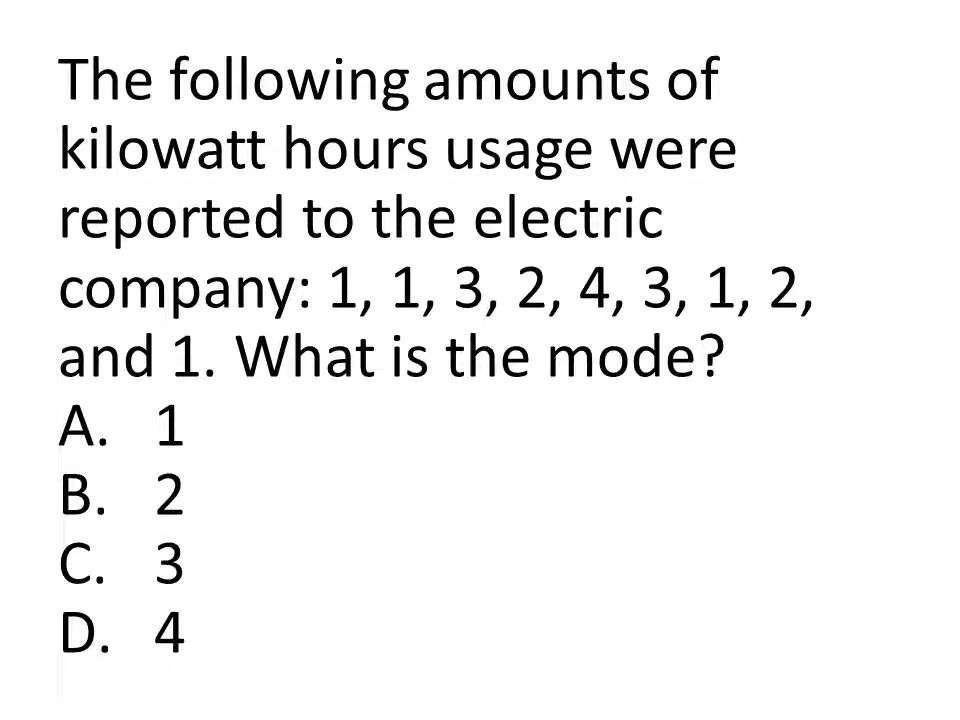 The following amounts of
kilowatt hours usage were
reported to the electric
company: 1, 1, 3, 2, 4, 3, 1, 2,
and 1. What is the mode?
A. 1
B. 2
C. 3
D. 4